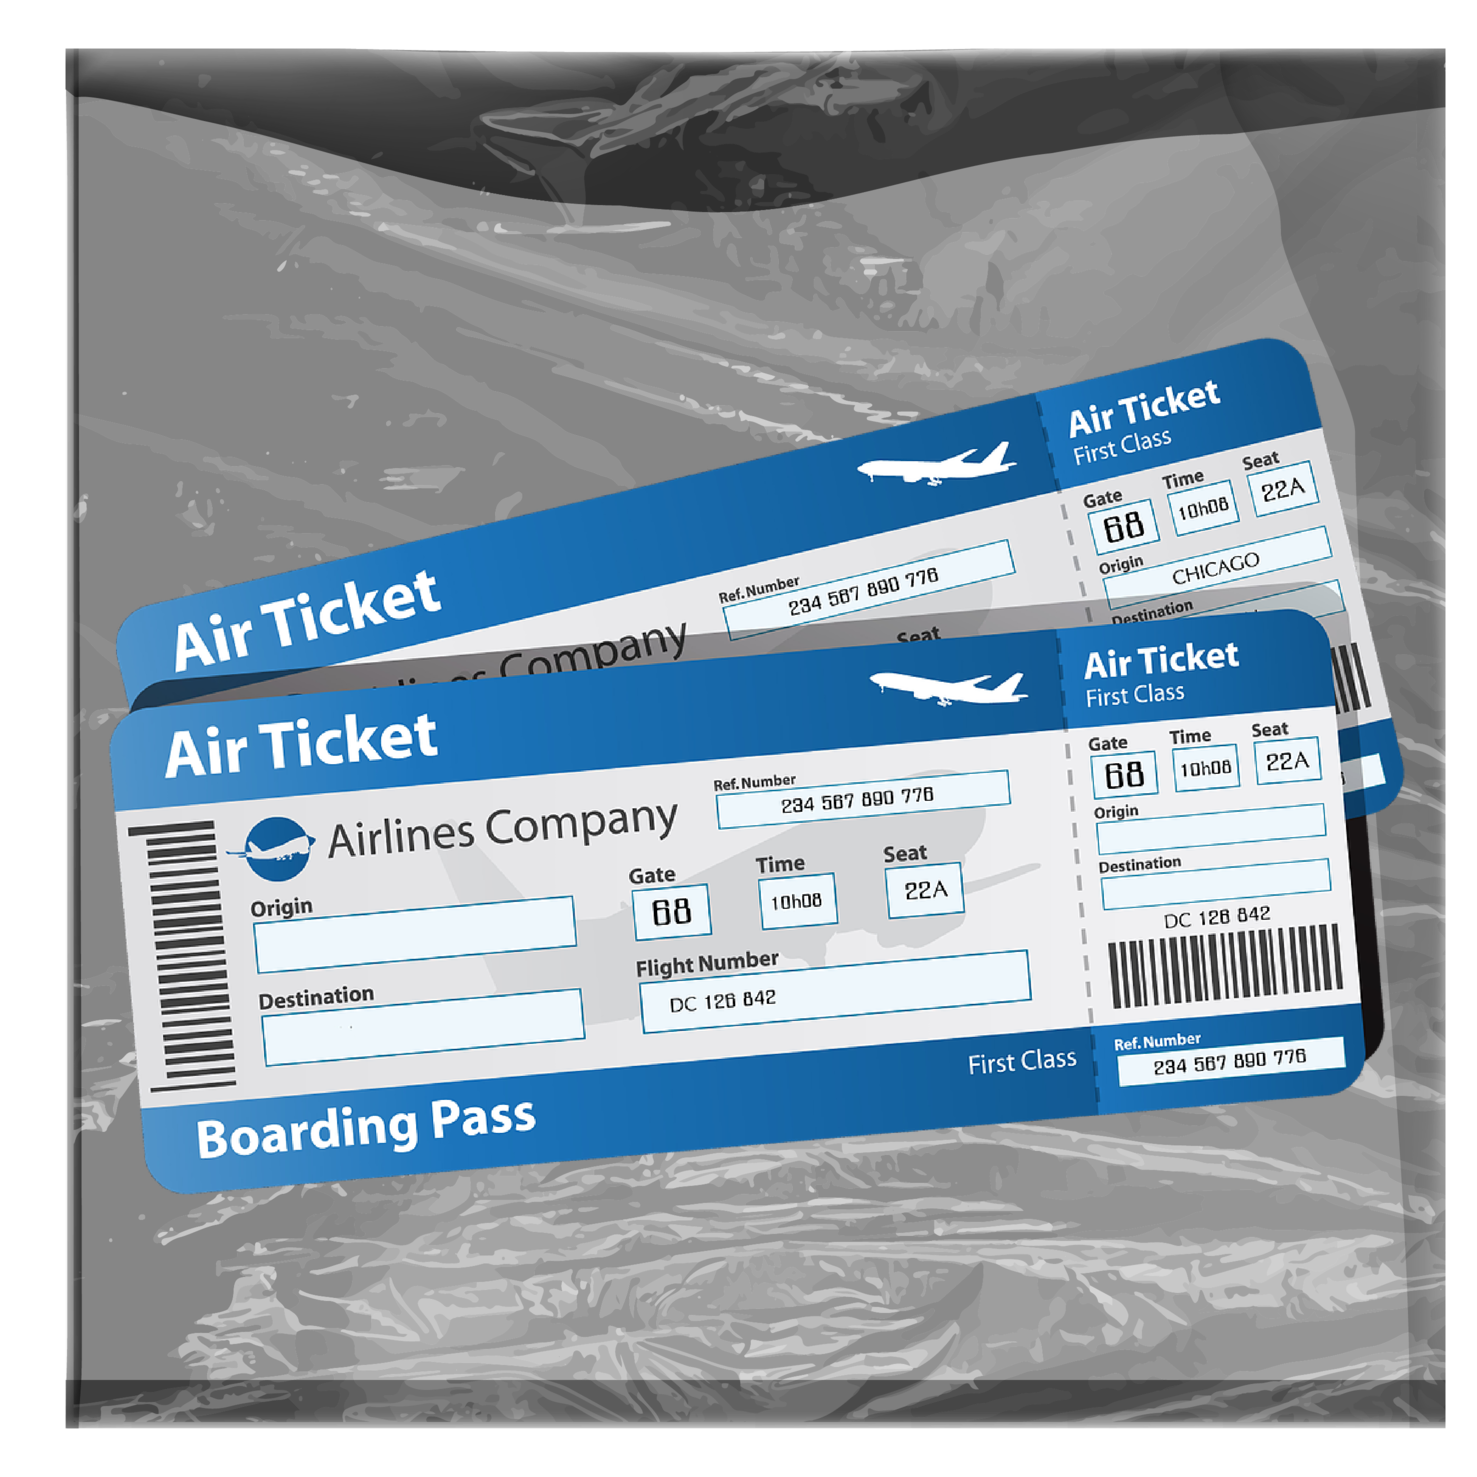 Air Ticket
Air Ticket
First Class
Gate
Time
Seat
68
10h08
22A
Origin
CHICAGO
Destination
Ref. Number
234 567 890 776
Company
Seat
Air Ticket
Airlines Company
Ref. Number
234 567 890 776
Origin
Gate
Time
Seat
68
10h08
22A
Destination
Flight Number
DC 126 842
First Class
Boarding Pass
Air Ticket
First Class
Gate
Time
Seat
68
10h08
22A
Origin
Destination
DC 126 842
Ref. Number
234 567 890 776